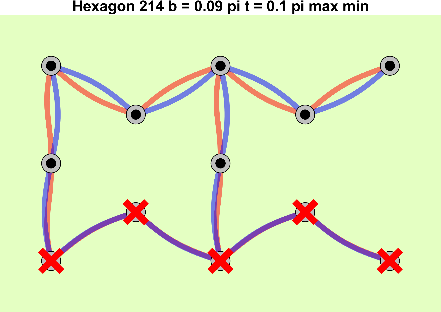 Hexagon 214 b = 0.09 pi t = 0.1 pi max min